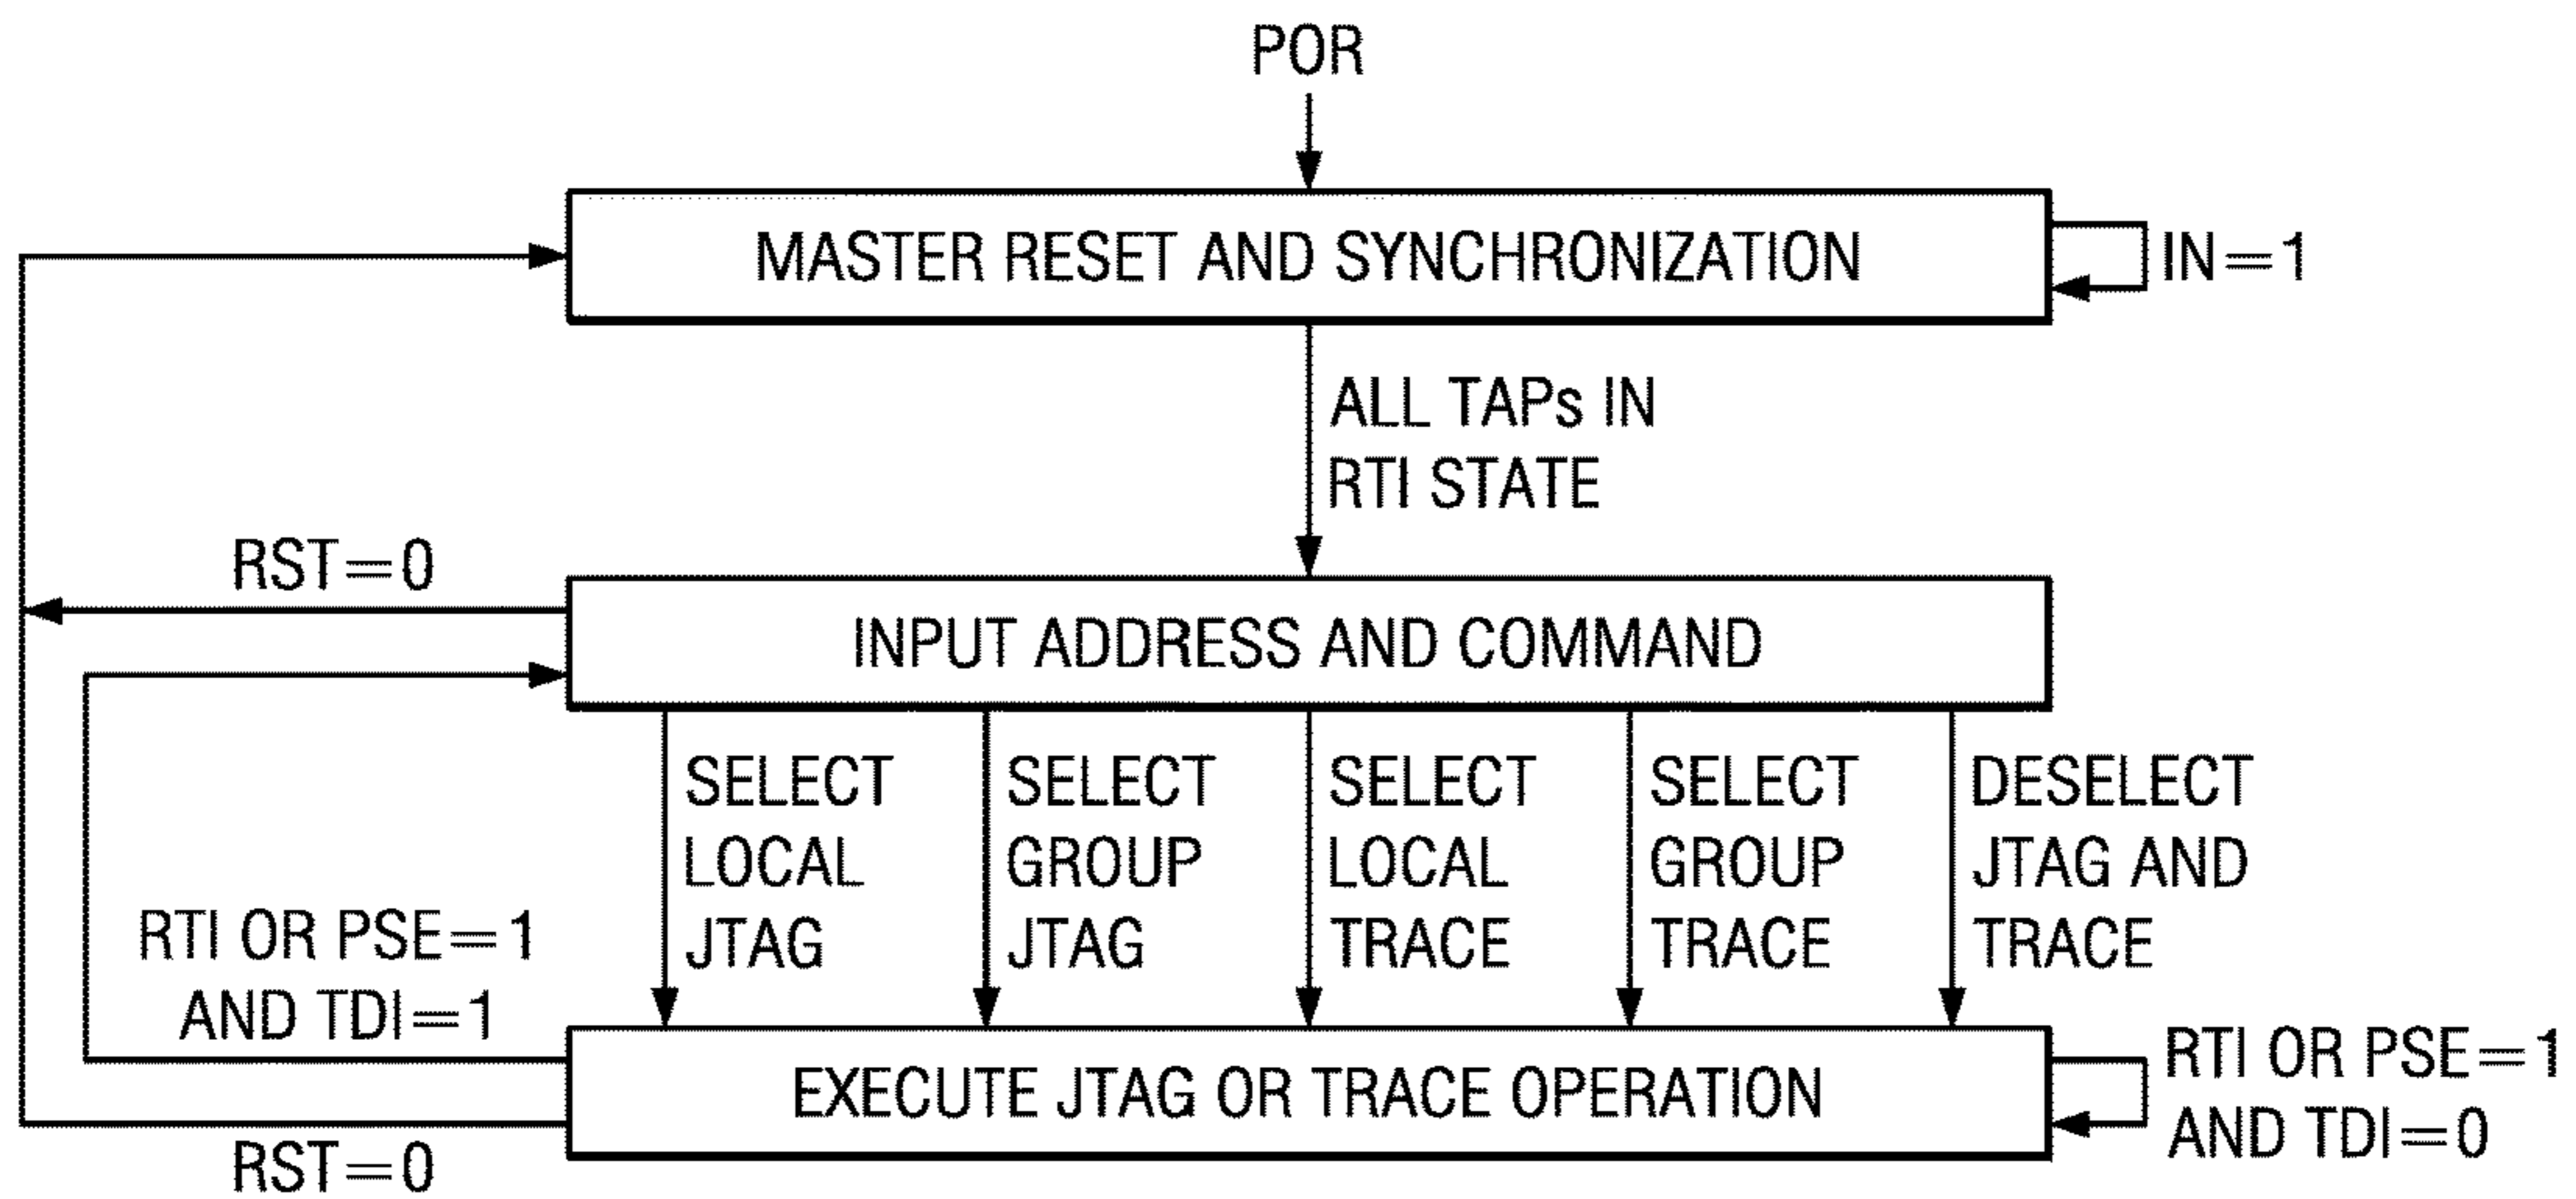 POR
MASTER RESET AND SYNCHRONIZATION
IN=1
ALL TAPs IN
RTI STATE
RST=0
INPUT ADDRESS AND COMMAND
SELECT
LOCAL
JTAG
SELECT
GROUP
JTAG
SELECT
LOCAL
TRACE
SELECT
GROUP
TRACE
DESELECT
JTAG AND
TRACE
RTI OR PSE=1
AND TDI=1
EXECUTE JTAG OR TRACE OPERATION
RTI OR PSE=1
AND TDI=0
RST=0